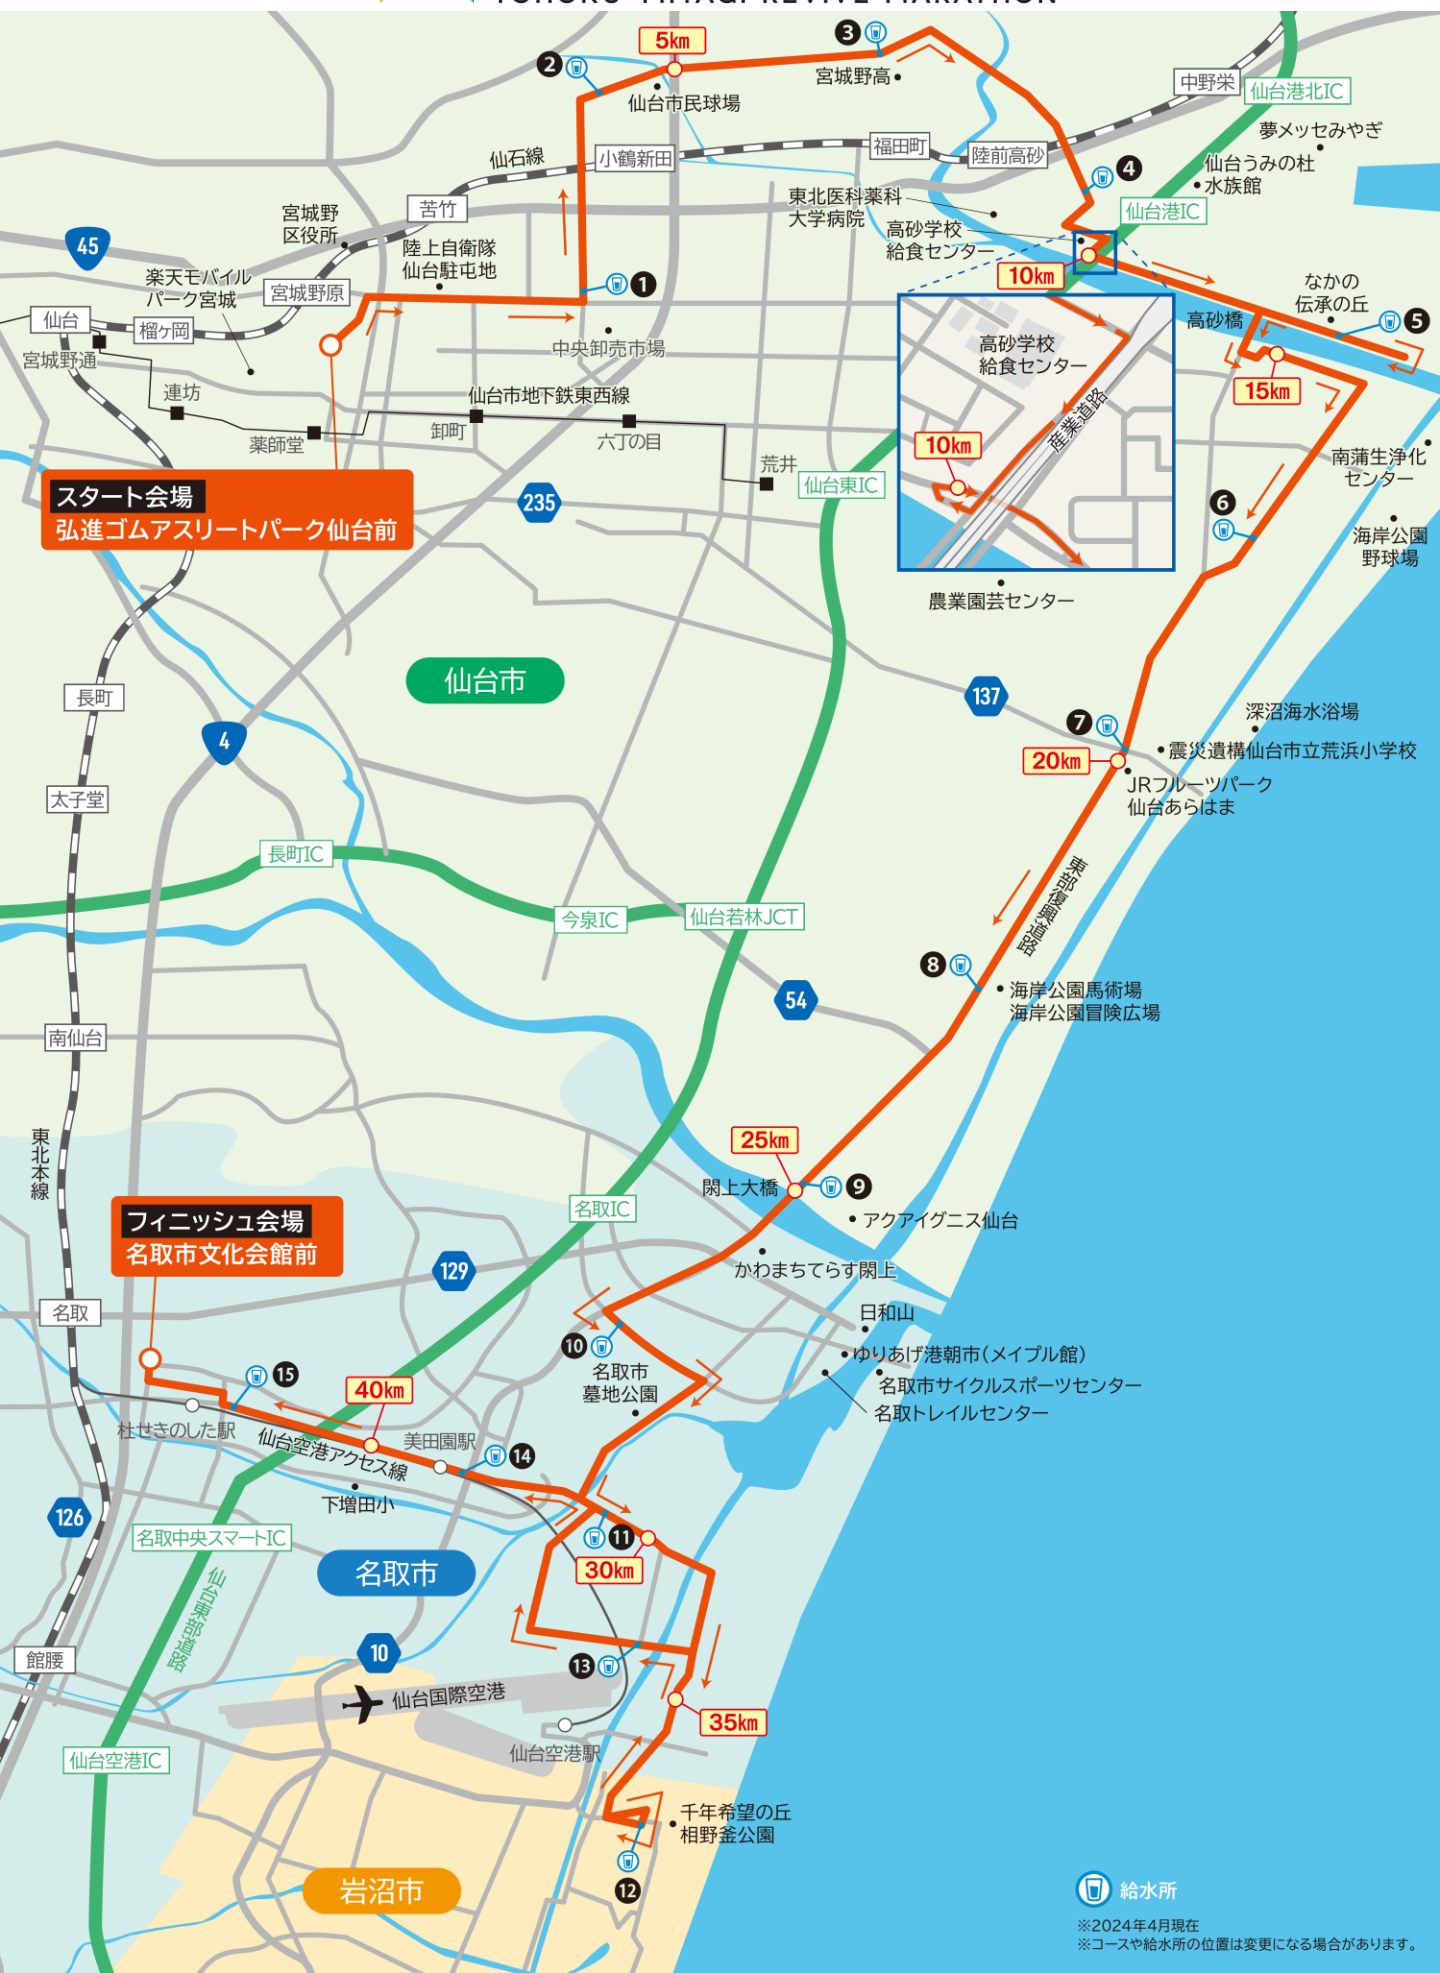 TOHOKU・MIYAGI REVIVE MARATHON
3
5km
2
宮城野高
中野栄
仙台港北IC
仙台市民球場
夢メッセみやぎ
仙石線
小鶴新田
福田町
陸前高砂
仙台うみの杜
水族館
4
苦竹
東北医科薬科
大学病院
仙台港IC
宮城野
区役所
高砂学校
給食センター
45
陸上自衛隊
仙台駐屯地
10km
楽天モバイル
パーク宮城
宮城野原
1
なかの
伝承の丘
仙台
榴ヶ岡
高砂橋
5
宮城野通
中央卸売市場
高砂学校
給食センター
15km
連坊
仙台市地下鉄東西線
産業道路
薬師堂
卸町
六丁の目
10km
荒井
南蒲生浄化
センター
スタート会場
弘進ゴムアスリートパーク仙台前
235
仙台東IC
6
海岸公園
野球場
農業園芸センター
仙台市
長町
137
深沼海水浴場
4
7
震災遺構仙台市立荒浜小学校
20km
太子堂
JRフルーツパーク
仙台あらはま
長町IC
東部復興道路
今泉IC
仙台若林JCT
8
54
海岸公園馬術場
海岸公園冒険広場
南仙台
東北本線
25km
閖上大橋
9
フィニッシュ会場
名取市文化会館前
名取IC
アクアイグニス仙台
129
かわまちてらす閖上
名取
日和山
10
ゆりあげ港朝市(メイプル館)
15
40km
名取市
墓地公園
名取市サイクルスポーツセンター
名取トレイルセンター
杜せきのした駅
仙台空港アクセス線
美田園駅
14
下増田小
126
名取中央スマートIC
11
30km
名取市
仙台東部道路
館腰
10
13
仙台国際空港
35km
仙台空港IC
仙台空港駅
千年希望の丘
相野釜公園
岩沼市
12
給水所
※2024年4月現在
※コースや給水所の位置は変更になる場合があります。